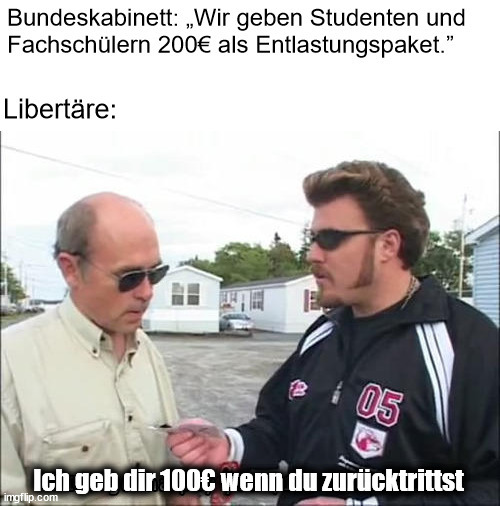 Bundeskabinett: „Wir geben Studenten und
Fachschülern 200€ als Entlastungspaket.”
Libertäre:
05
Ich geb dir 100€ wenn du zurücktrittst
imgflip.com